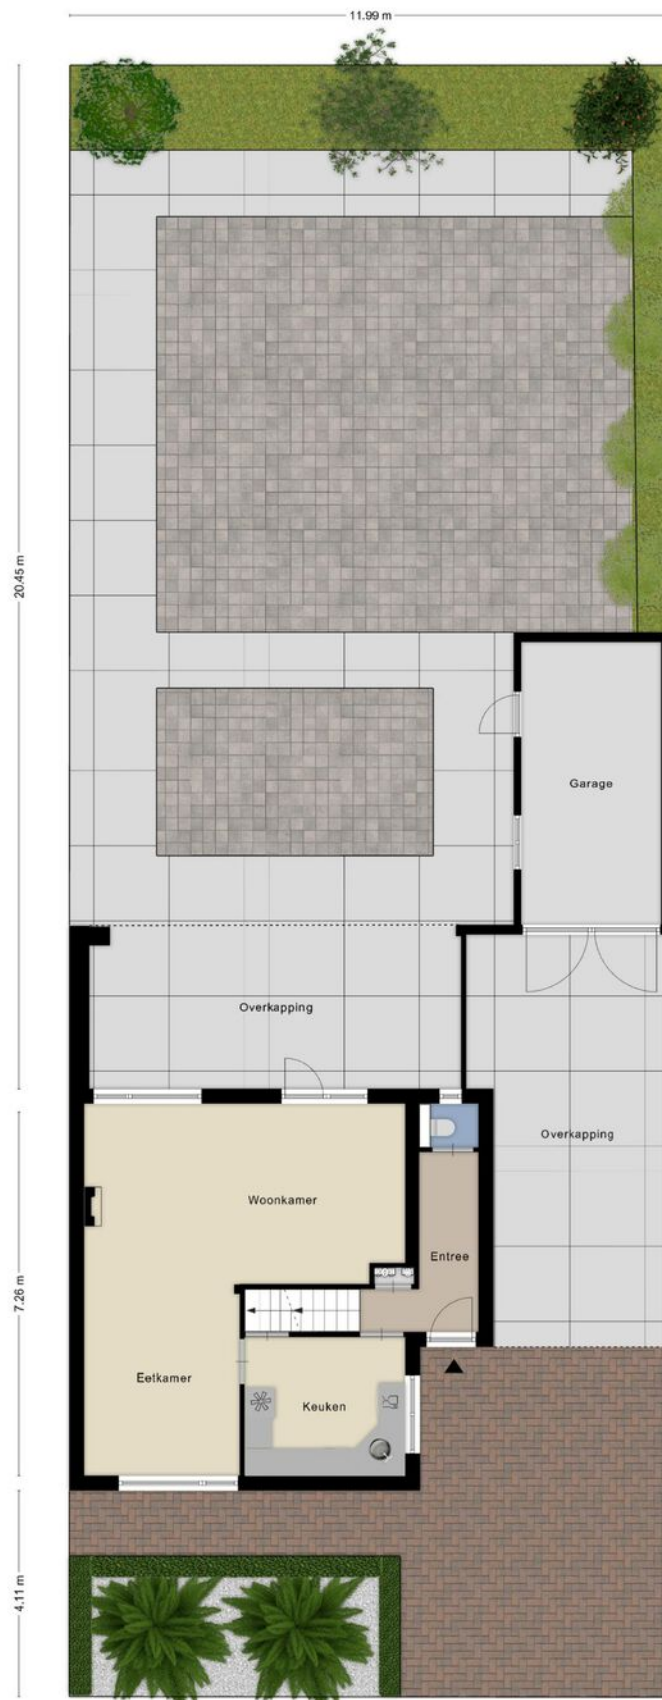 11.99 m
20.45 m
Garage
Overkapping
Overkapping
Woonkamer
Entree
7.26 m
Eetkamer
Keuken
4.11 m